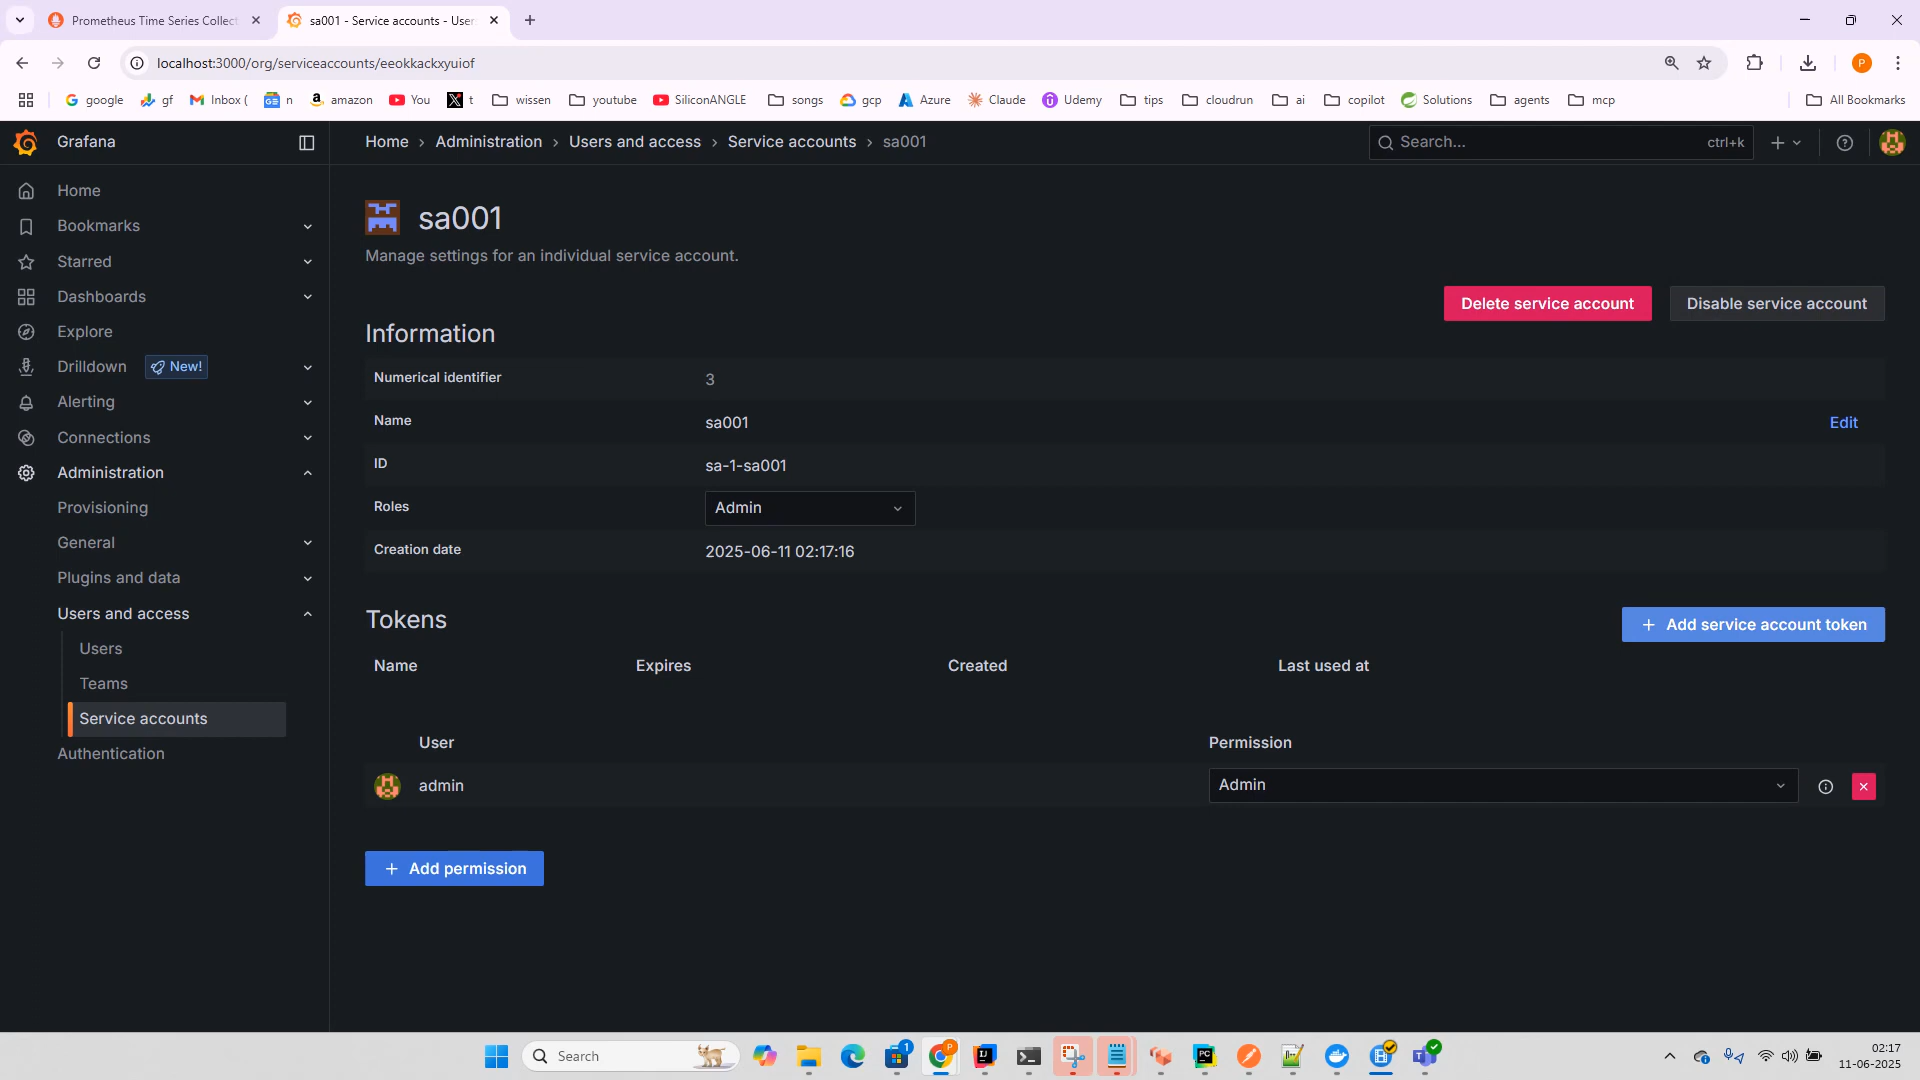 Prometheus Time Series Collect
sa001 - Service accounts - User
localhost:3000/org/serviceaccounts/eeokkackxyuiof
P
google
gf
Inbox (
n
amazon
You
t
wissen
youtube
SiliconANGLE
songs
gcp
Azure
Claude
Udemy
tips
cloudrun
ai
copilot
Solutions
agents
mcp
All Bookmarks
Grafana
Home › Administration › Users and access › Service accounts › sa001
Search...
ctrl+k
Home
Bookmarks
Starred
Dashboards
Explore
Drilldown
New!
Alerting
Connections
Administration
Provisioning
General
Plugins and data
Users and access
Users
Teams
Service accounts
Authentication
sa001
Manage settings for an individual service account.
Delete service account
Disable service account
Information
Numerical identifier
3
Name
sa001
Edit
ID
sa-1-sa001
Roles
Admin
Creation date
2025-06-11 02:17:16
Tokens
+ Add service account token
Name
Expires
Created
Last used at
User
Permission
admin
Admin
+ Add permission
Search
1
P
02:17
11-06-2025